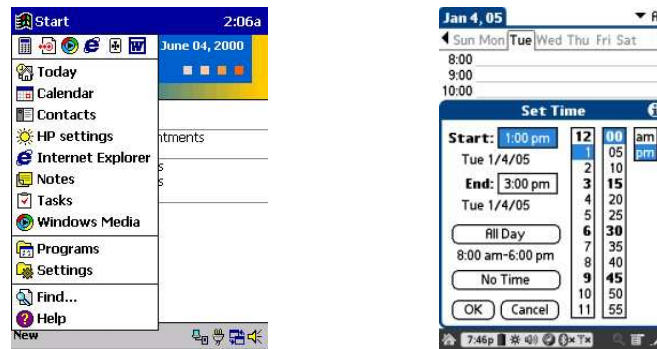 Start 2:06a
June 04, 2000
Today
Calendar
Contacts
HP settings
Internet Explorer
Notes
Tasks
Windows Media
Programs
Settings
Find...
Help
New
Jan 4, 05
Sun Mon Tue Wed Thu Fri Sat
8:00
9:00
10:00
Set Time
Start: 1:00 pm
Tue 1/4/05
End: 3:00 pm
Tue 1/4/05
All Day
8:00 am-6:00 pm
No Time
OK Cancel
12 00 am
1 05 pm
2 10
3 15
4 20
5 25
6 30
7 35
8 40
9 45
10 50
11 55
7:46p